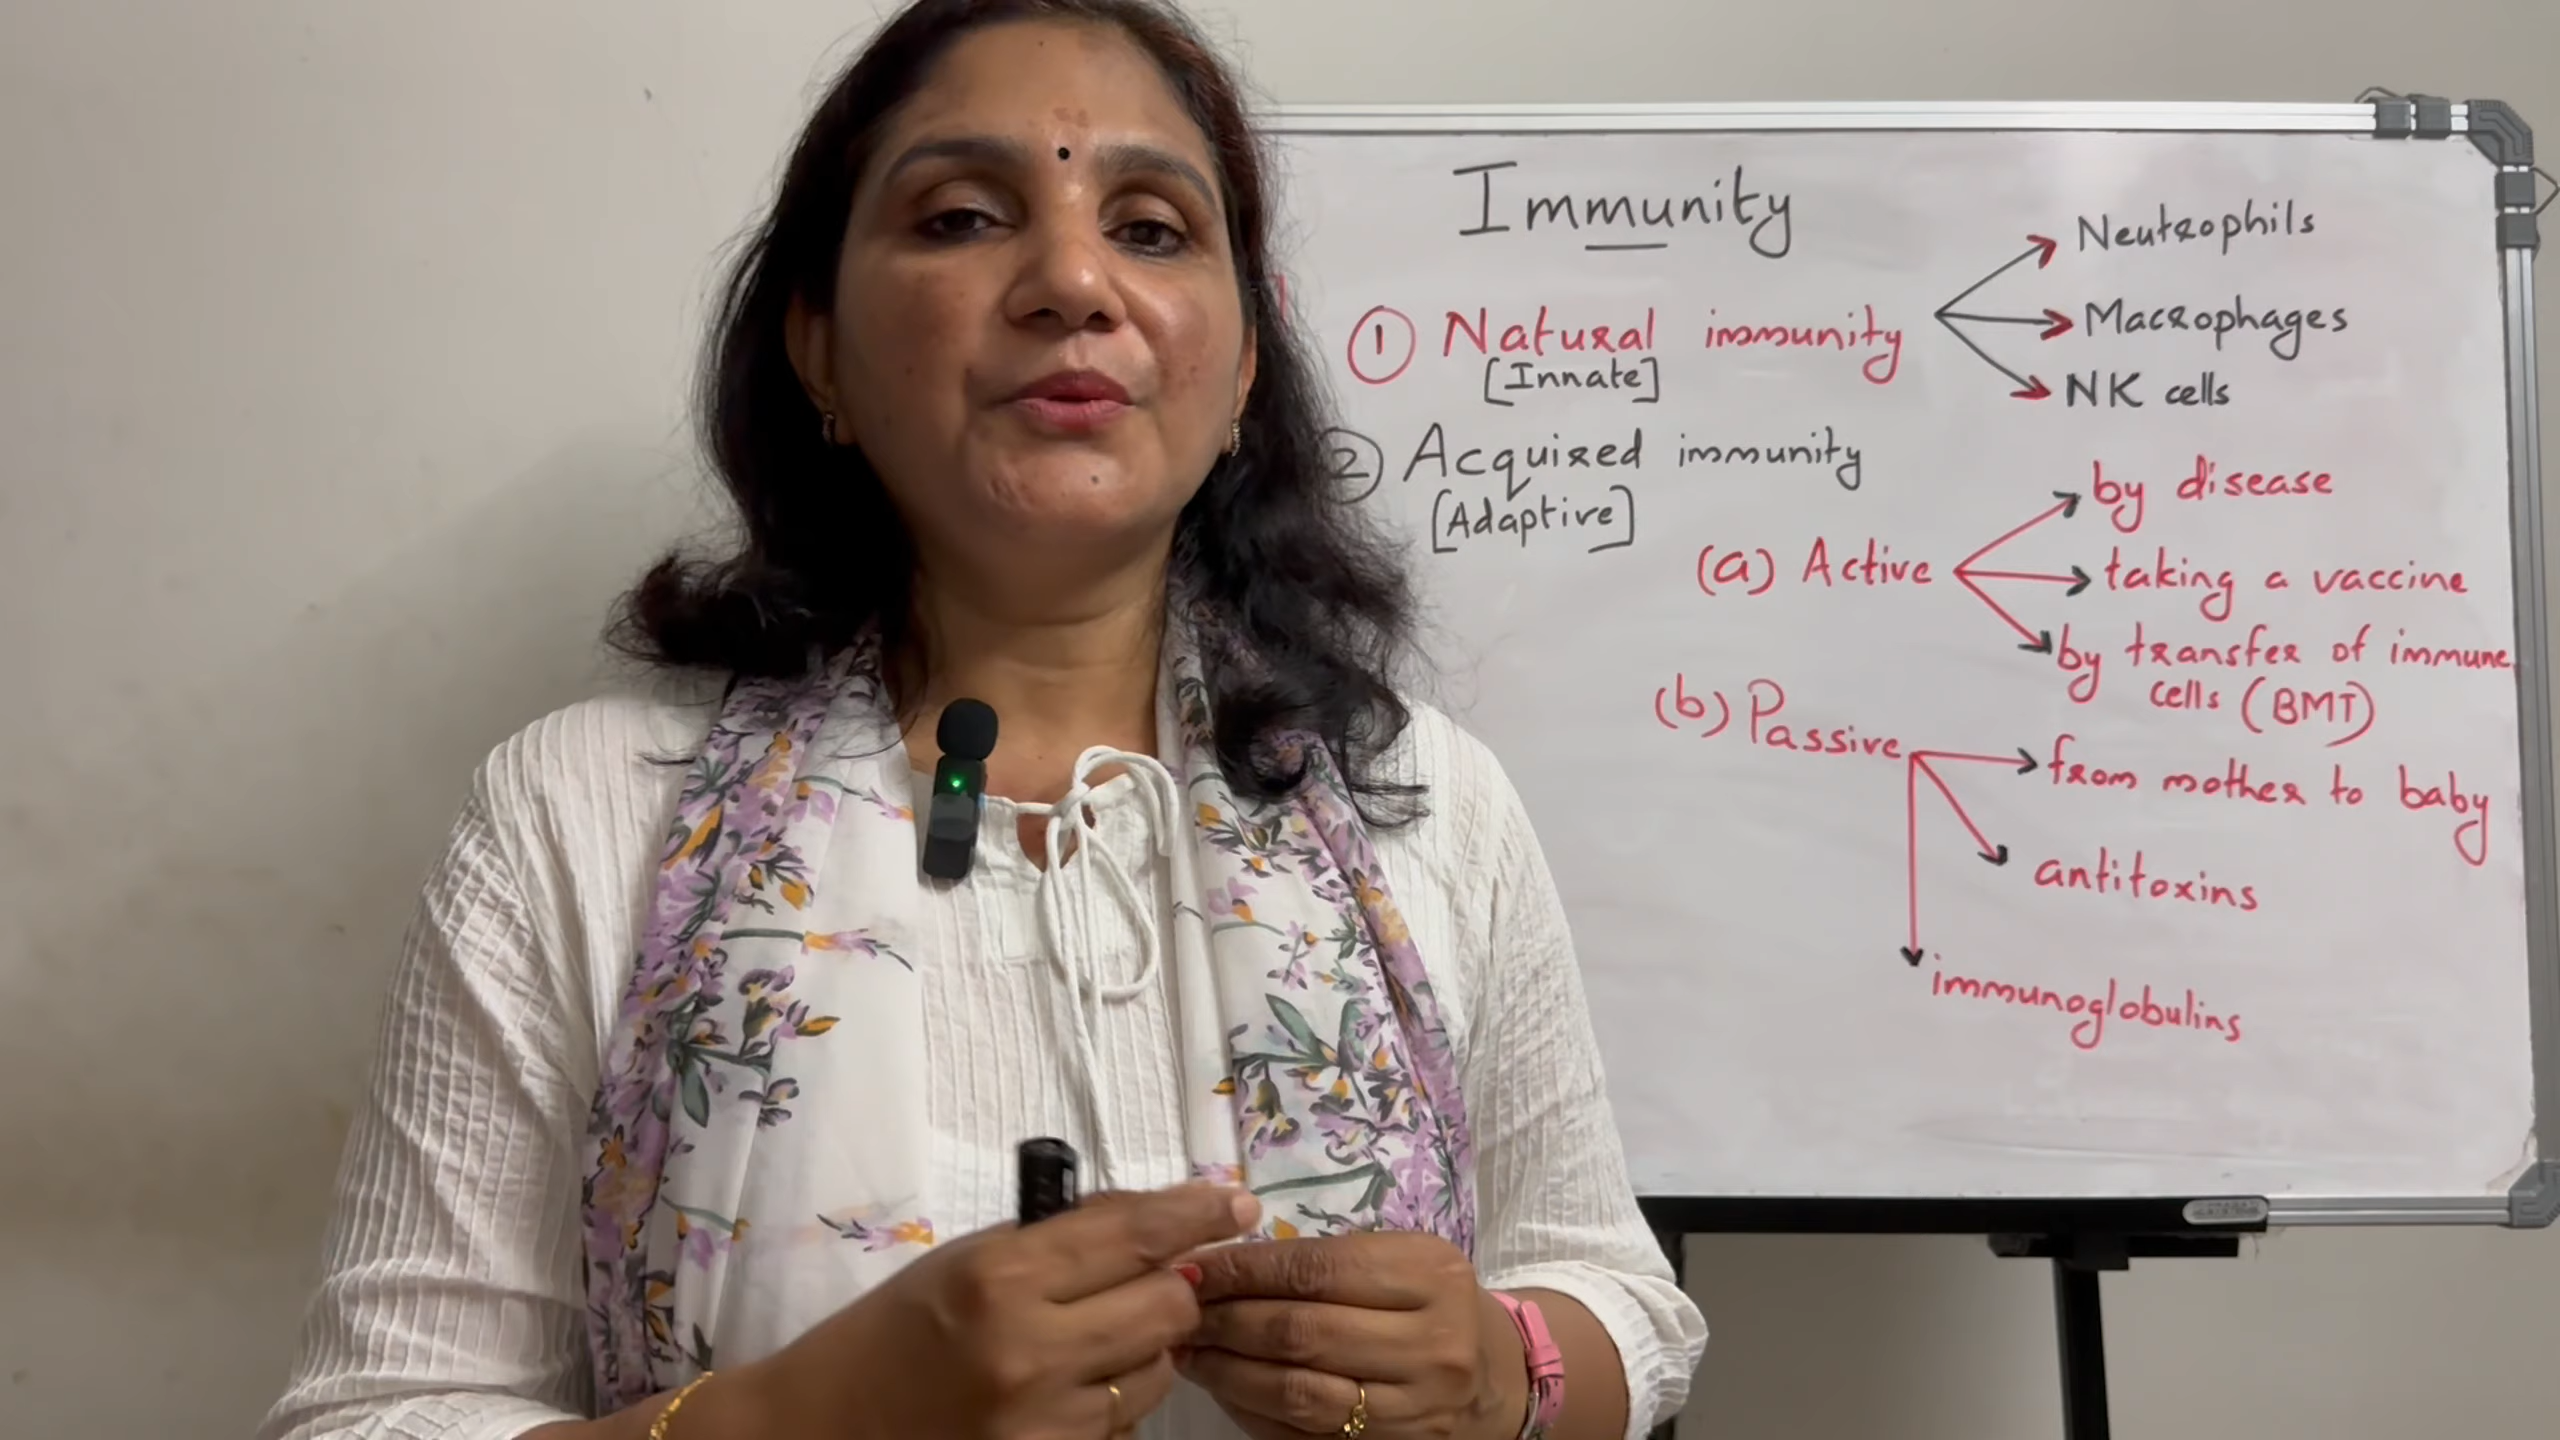 Immunity
① Natural immunity
[Innate]
Neutrophils
Macrophages
NK cells
② Acquired immunity
[Adaptive]
(a) Active
by disease
taking a vaccine
by transfer of immune
cells (BMT)
(b) Passive
from mother to baby
antitoxins
immunoglobulins